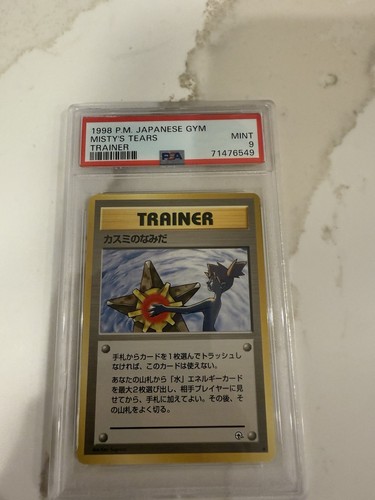 1998 P.M. JAPANESE GYM
MISTY'S TEARS
MINT
TRAINER
9
PSA
71476549
TRAINER
カスミのなみだ
手札からカードを1枚選んでトラッシュし
なければ、このカードは使えない。
あなたの山札から「水」エネルギーカード
を最大2枚選び出し、相手プレイヤーに見
せてから、手札に加えてよい。その後、そ
の山札をよく切る。